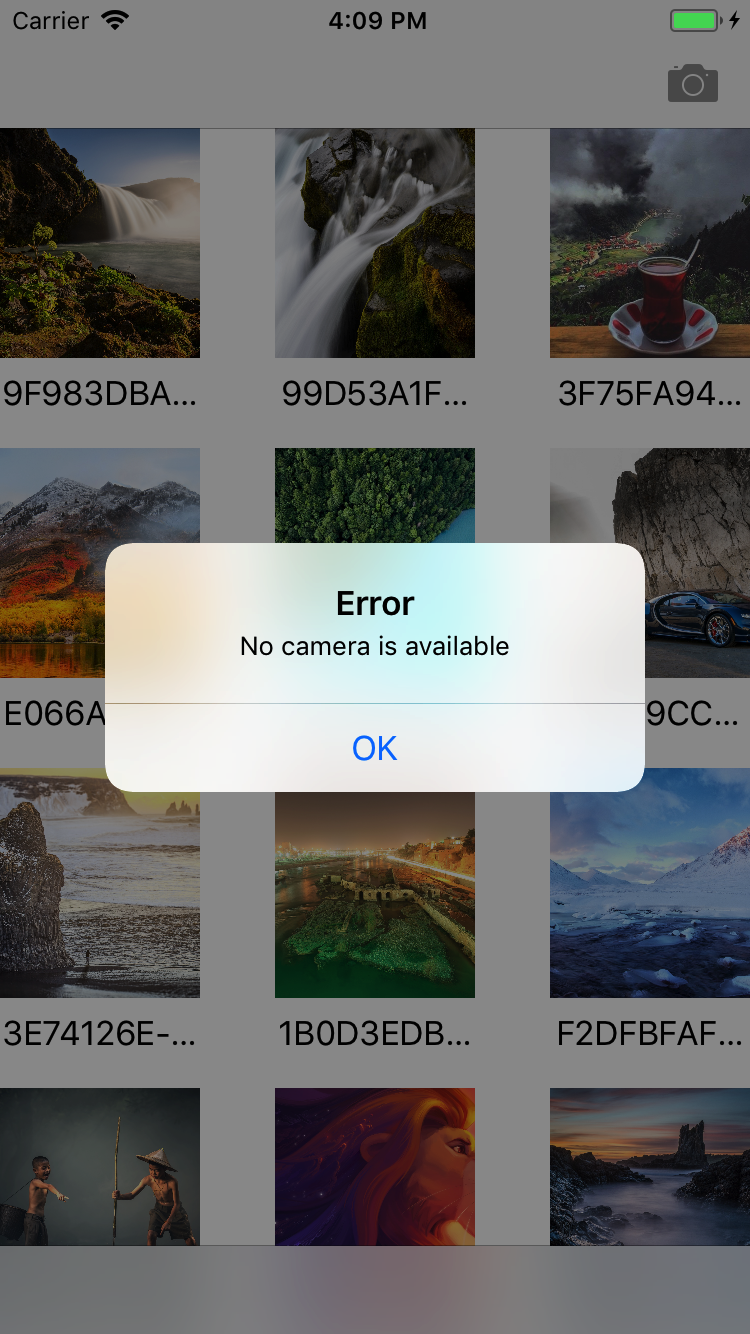 Carrier 4:09 PM
9F983DBA... 99D53A1F... 3F75FA94...
Error
No camera is available
E066A 9CC...
OK
3E74126E-... 1B0D3EDB... F2DFBFAF...